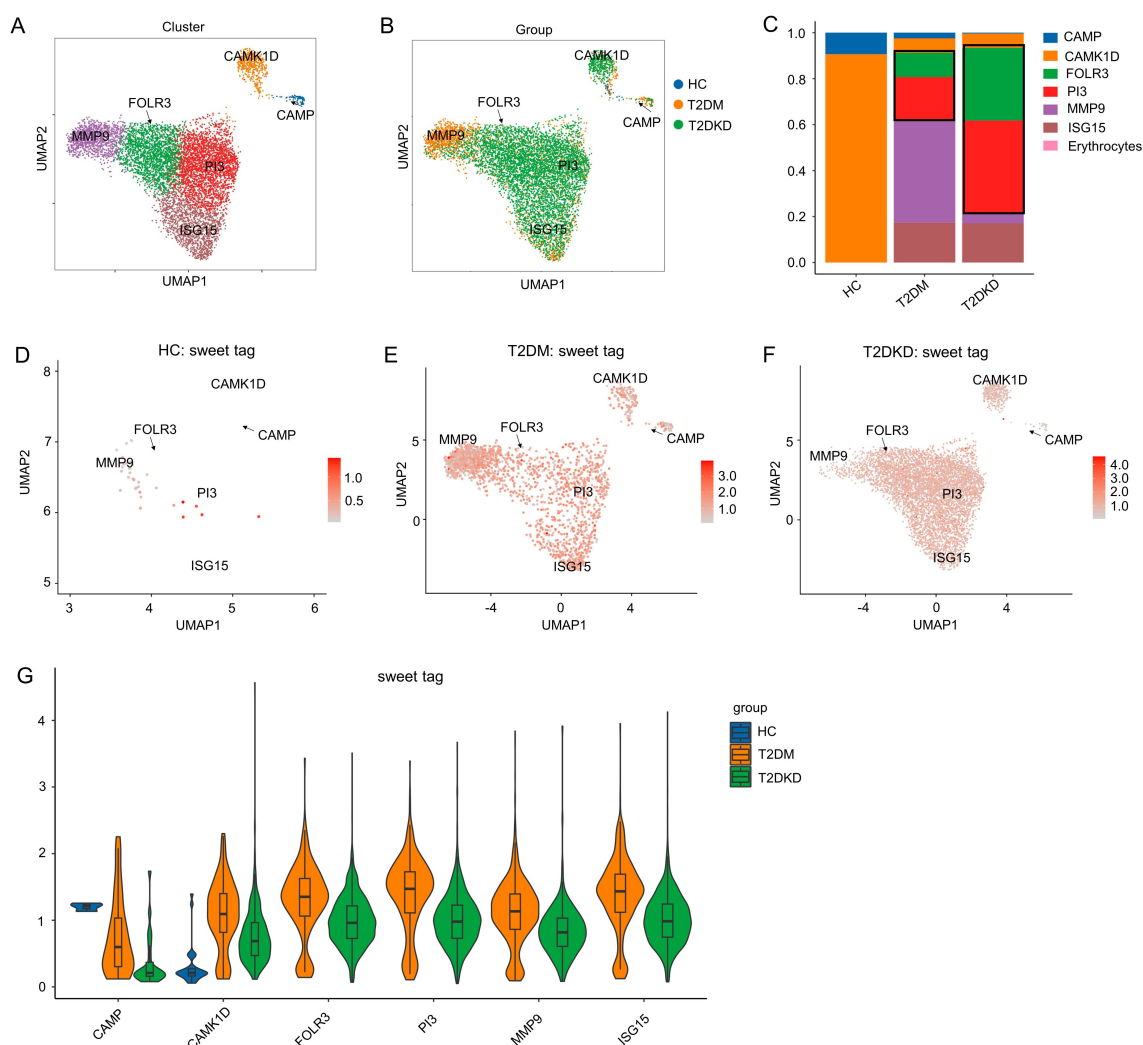 A
Cluster
CAMK1D
CAMP
FOLR3
MMP9
PI3
ISG15
UMAP2
UMAP1
B
Group
CAMK1D
CAMP
FOLR3
MMP9
PI3
ISG15
UMAP2
UMAP1
HC
T2DM
T2DKD
C
1.0
0.8
0.6
0.4
0.2
0.0
HC
T2DM
T2DKD
CAMP
CAMK1D
FOLR3
PI3
MMP9
ISG15
Erythrocytes
D
HC: sweet tag
8
7
6
5
UMAP2
CAMK1D
FOLR3
CAMP
MMP9
PI3
ISG15
1.0
0.5
3 4 5 6
UMAP1
E
T2DM: sweet tag
5
0
UMAP2
CAMK1D
FOLR3
CAMP
MMP9
PI3
ISG15
3.0
2.0
1.0
-4 0 4
UMAP1
F
T2DKD: sweet tag
5
0
UMAP2
CAMK1D
FOLR3
CAMP
MMP9
PI3
ISG15
4.0
3.0
2.0
1.0
-4 0 4
UMAP1
G
sweet tag
4
3
2
1
0
CAMP
CAMK1D
FOLR3
PI3
MMP9
ISG15
group
HC
T2DM
T2DKD